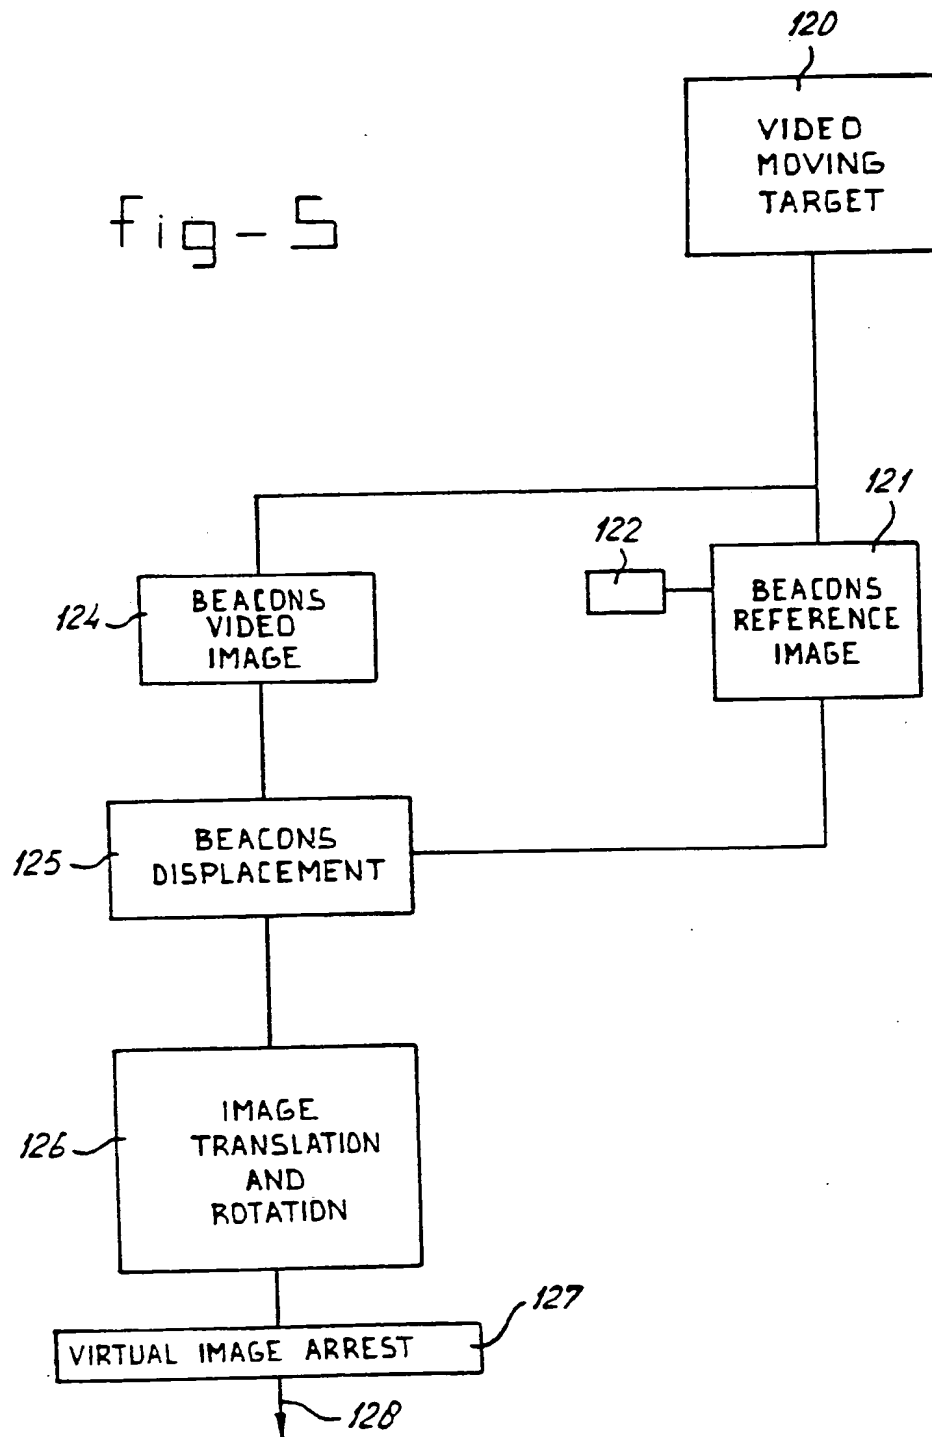 120
VIDEO
MOVING
TARGET
fig-5
121
122
BEACONS
REFERENCE
IMAGE
124
BEACONS
VIDEO
IMAGE
125
BEACONS
DISPLACEMENT
126
IMAGE
TRANSLATION
AND
ROTATION
127
VIRTUAL IMAGE ARREST
128